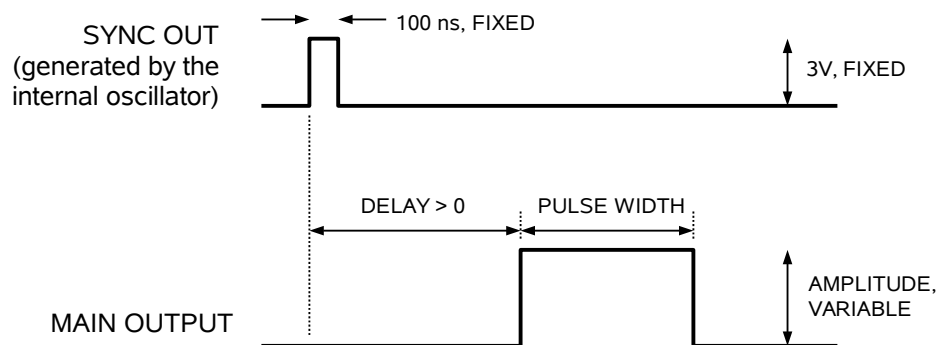 100 ns, FIXED
SYNC OUT
(generated by the
internal oscillator)
3V, FIXED
DELAY > 0
PULSE WIDTH
AMPLITUDE,
VARIABLE
MAIN OUTPUT